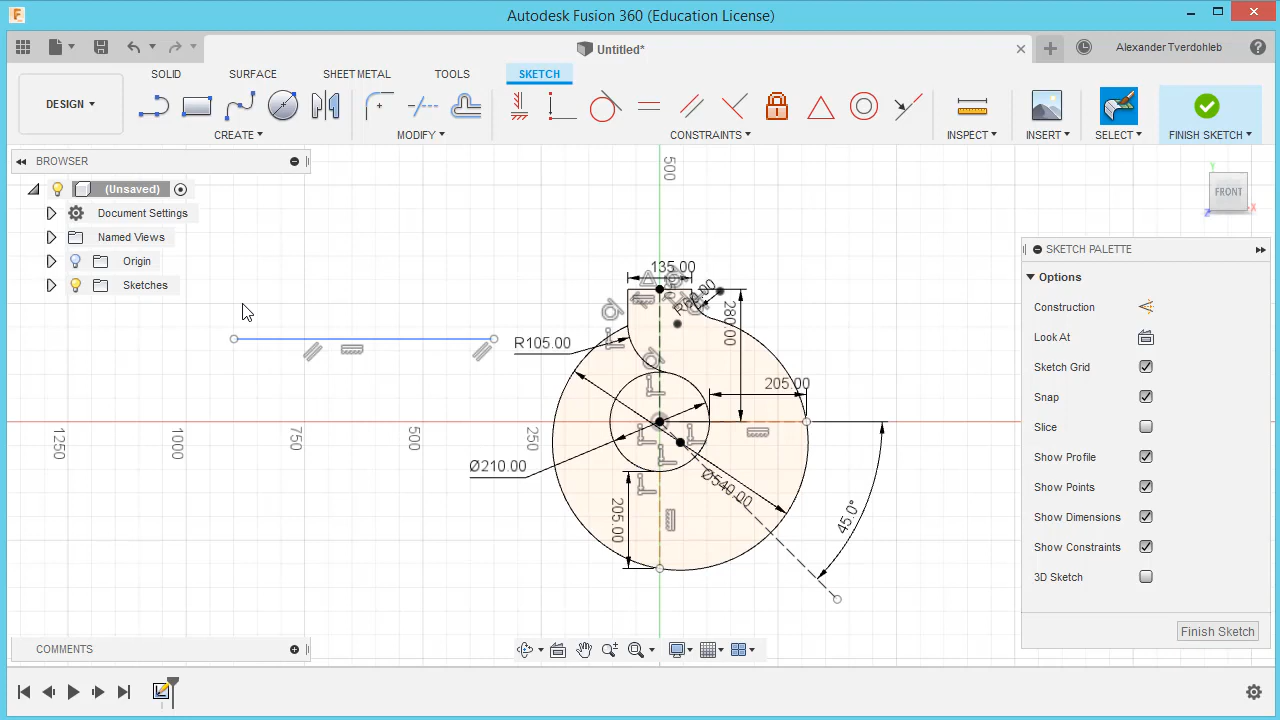 Autodesk Fusion 360 (Education License)
Untitled*
Alexander Tverdohleb
DESIGN
SOLID
SURFACE
SHEET METAL
TOOLS
SKETCH
CREATE
MODIFY
CONSTRAINTS
INSPECT
INSERT
SELECT
FINISH SKETCH
BROWSER
(Unsaved)
Document Settings
Named Views
Origin
Sketches
500
FRONT
Y
X
Z
135.00
280.00
R105.00
205.00
1250
1000
750
500
250
Ø210.00
Ø540.00
205.00
45.0°
SKETCH PALETTE
Options
Construction
Look At
Sketch Grid
Snap
Slice
Show Profile
Show Points
Show Dimensions
Show Constraints
3D Sketch
Finish Sketch
COMMENTS